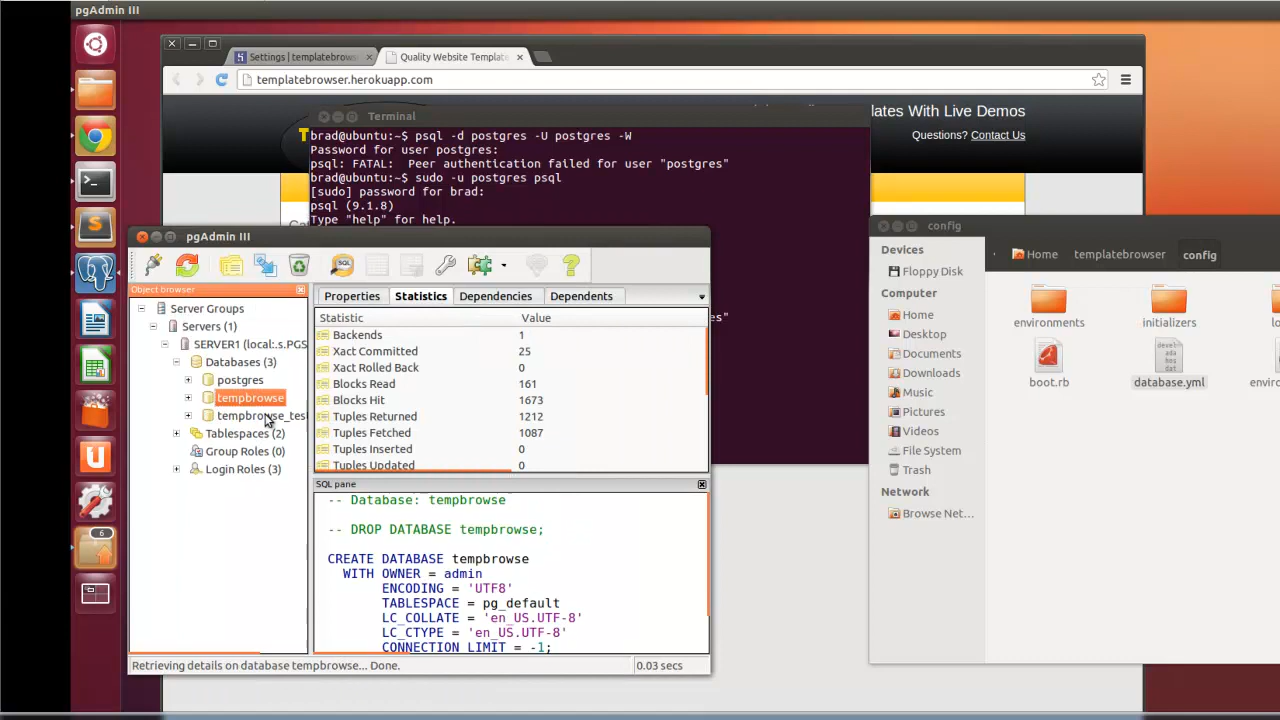 pgAdmin III
Settings | templatebrows
Quality Website Templat
templatebrowser.herokuapp.com
lates With Live Demos
Questions? Contact Us
Terminal
brad@ubuntu:~$ psql -d postgres -U postgres -W
Password for user postgres:
psql: FATAL:  Peer authentication failed for user "postgres"
brad@ubuntu:~$ sudo -u postgres psql
[sudo] password for brad:
psql (9.1.8)
Type "help" for help.
es"
pgAdmin III
Object browser
Server Groups
Servers (1)
SERVER1 (local:.s.PGS
Databases (3)
postgres
tempbrowse
tempbrowse_tes
Tablespaces (2)
Group Roles (0)
Login Roles (3)
Properties
Statistics
Dependencies
Dependents
Statistic Value
Backends 1
Xact Committed 25
Xact Rolled Back 0
Blocks Read 161
Blocks Hit 1673
Tuples Returned 1212
Tuples Fetched 1087
Tuples Inserted 0
Tuples Updated 0
SQL pane
-- Database: tempbrowse
-- DROP DATABASE tempbrowse;
CREATE DATABASE tempbrowse
WITH OWNER = admin
ENCODING = 'UTF8'
TABLESPACE = pg_default
LC_COLLATE = 'en_US.UTF-8'
LC_CTYPE = 'en_US.UTF-8'
CONNECTION LIMIT = -1;
Retrieving details on database tempbrowse... Done.
0.03 secs
config
Devices
Floppy Disk
Computer
Home
Desktop
Documents
Downloads
Music
Pictures
Videos
File System
Trash
Network
Browse Net...
Home
templatebrowser
config
environments
initializers
lo
boot.rb
database.yml
enviro
6